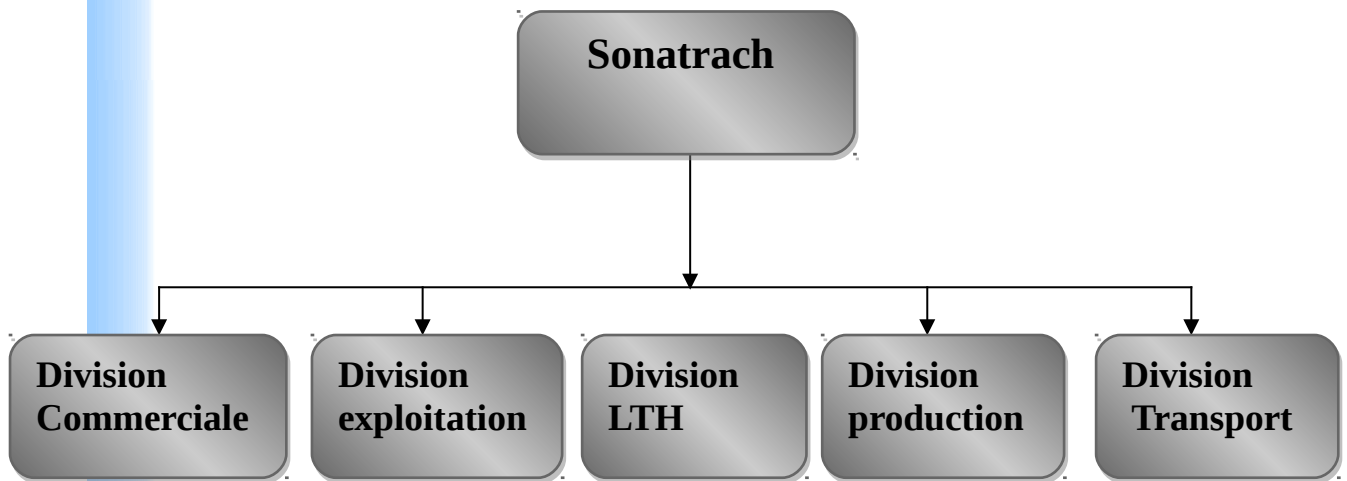 Sonatrach
Division
Commerciale
Division
exploitation
Division
LTH
Division
production
Division
Transport